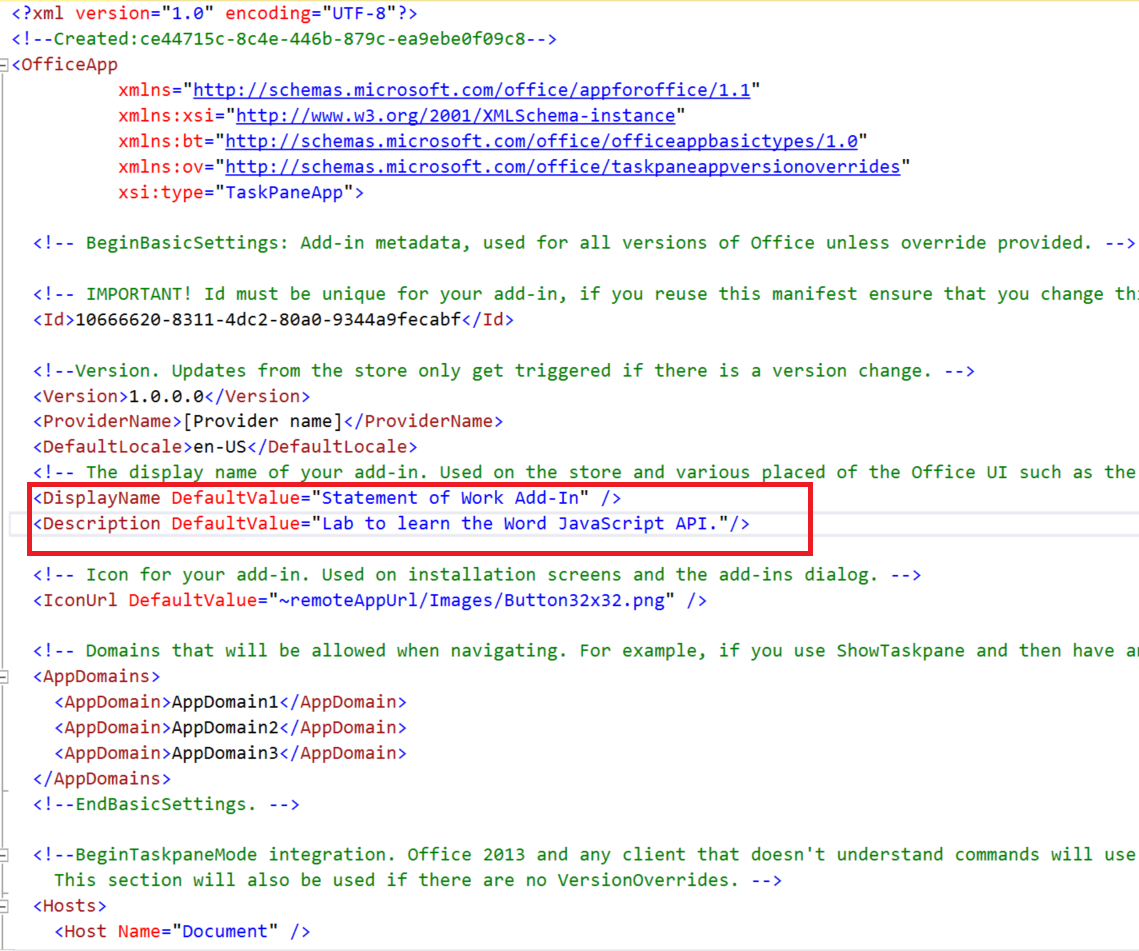 <?xml version="1.0" encoding="UTF-8"?>
<!--Created:ce44715c-8c4e-446b-879c-ea9ebe0f09c8-->
<OfficeApp
xmlns="http://schemas.microsoft.com/office/appforoffice/1.1"
xmlns:xsi="http://www.w3.org/2001/XMLSchema-instance"
xmlns:bt="http://schemas.microsoft.com/office/officeappbasictypes/1.0"
xmlns:ov="http://schemas.microsoft.com/office/taskpaneappversionoverrides"
xsi:type="TaskPaneApp">
<!-- BeginBasicSettings: Add-in metadata, used for all versions of Office unless override provided. -->
<!-- IMPORTANT! Id must be unique for your add-in, if you reuse this manifest ensure that you change thi
<Id>10666620-8311-4dc2-80a0-9344a9fecabf</Id>
<!--Version. Updates from the store only get triggered if there is a version change. -->
<Version>1.0.0.0</Version>
<ProviderName>[Provider name]</ProviderName>
<DefaultLocale>en-US</DefaultLocale>
<!-- The display name of your add-in. Used on the store and various placed of the Office UI such as the
<DisplayName DefaultValue="Statement of Work Add-In" />
<Description DefaultValue="Lab to learn the Word JavaScript API."/>
<!-- Icon for your add-in. Used on installation screens and the add-ins dialog. -->
<IconUrl DefaultValue="~remoteAppUrl/Images/Button32x32.png" />
<!-- Domains that will be allowed when navigating. For example, if you use ShowTaskpane and then have an
<AppDomains>
<AppDomain>AppDomain1</AppDomain>
<AppDomain>AppDomain2</AppDomain>
<AppDomain>AppDomain3</AppDomain>
</AppDomains>
<!--EndBasicSettings. -->
<!--BeginTaskpaneMode integration. Office 2013 and any client that doesn't understand commands will use
This section will also be used if there are no VersionOverrides. -->
<Hosts>
<Host Name="Document" />